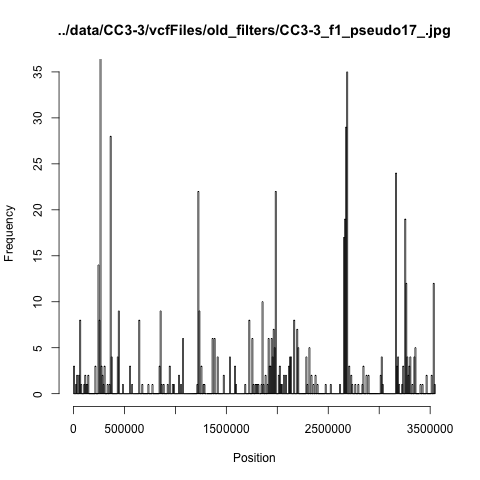 ../data/CC3-3/vcfFiles/old_filters/CC3-3_f1_pseudo17_.jpg
Frequency
35
30
25
20
15
10
5
0
0 500000 1500000 2500000 3500000
Position